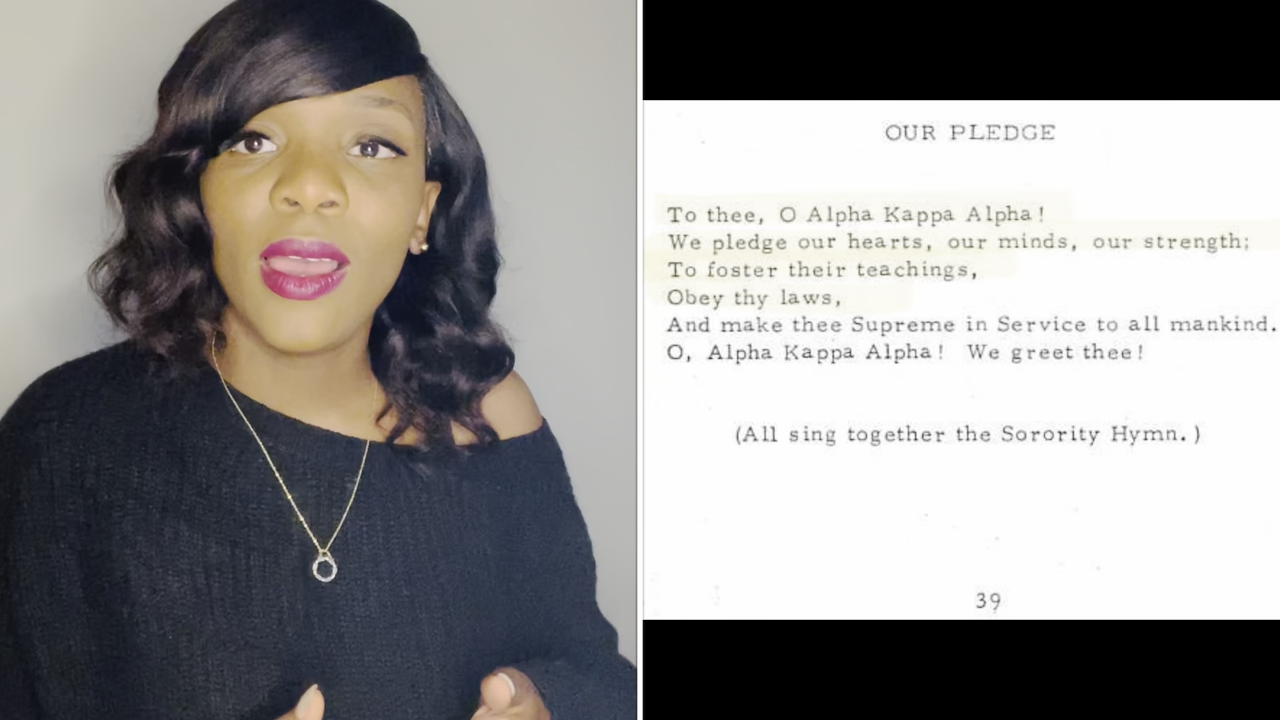 OUR PLEDGE
To thee, O Alpha Kappa Alpha!
We pledge our hearts, our minds, our strength;
To foster their teachings,
Obey thy laws,
And make thee Supreme in Service to all mankind.
O, Alpha Kappa Alpha! We greet thee!
(All sing together the Sorority Hymn.)
39